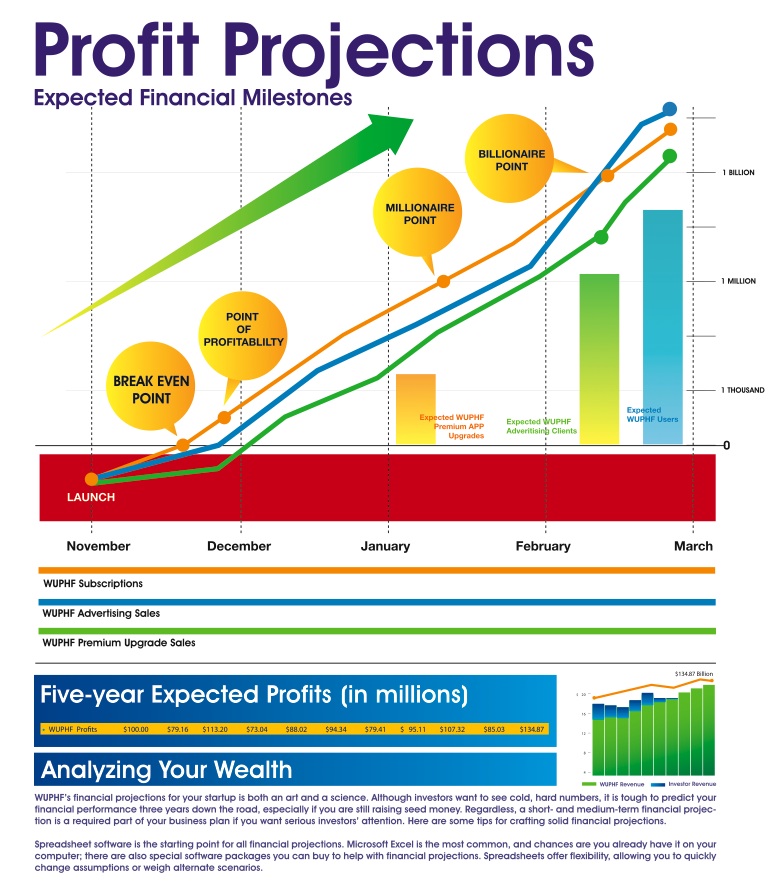 Profit Projections
Expected Financial Milestones
BILLIONAIRE
POINT
1 BILLION
MILLIONAIRE
POINT
1 MILLION
POINT
OF
PROFITABLILTY
BREAK EVEN
POINT
1 THOUSAND
Expected WUPHF
Premium APP
Upgrades
Expected WUPHF
Adveritising Clients
Expected
WUPHF Users
0
LAUNCH
November December January February March
WUPHF Subscriptions
WUPHF Advertising Sales
WUPHF Premium Upgrade Sales
Five-year Expected Profits (in millions)
- WUPHF Profits $100.00 $79.16 $113.20 $73.04 $88.02 $94.34 $79.41 $ 95.11 $107.32 $85.03 $134.87
$134.87 Billion
$ 20
16
12
8
4
WUPHF Revenue Investor Revenue
Analyzing Your Wealth
WUPHF's financial projections for your startup is both an art and a science. Although investors want to see cold, hard numbers, it is tough to predict your
financial performance three years down the road, especially if you are still raising seed money. Regardless, a short- and medium-term financial projec-
tion is a required part of your business plan if you want serious investors' attention. Here are some tips for crafting solid financial projections.
Spreadsheet software is the starting point for all financial projections. Microsoft Excel is the most common, and chances are you already have it on your
computer; there are also special software packages you can buy to help with financial projections. Spreadsheets offer flexibility, allowing you to quickly
change assumptions or weigh alternate scenarios.